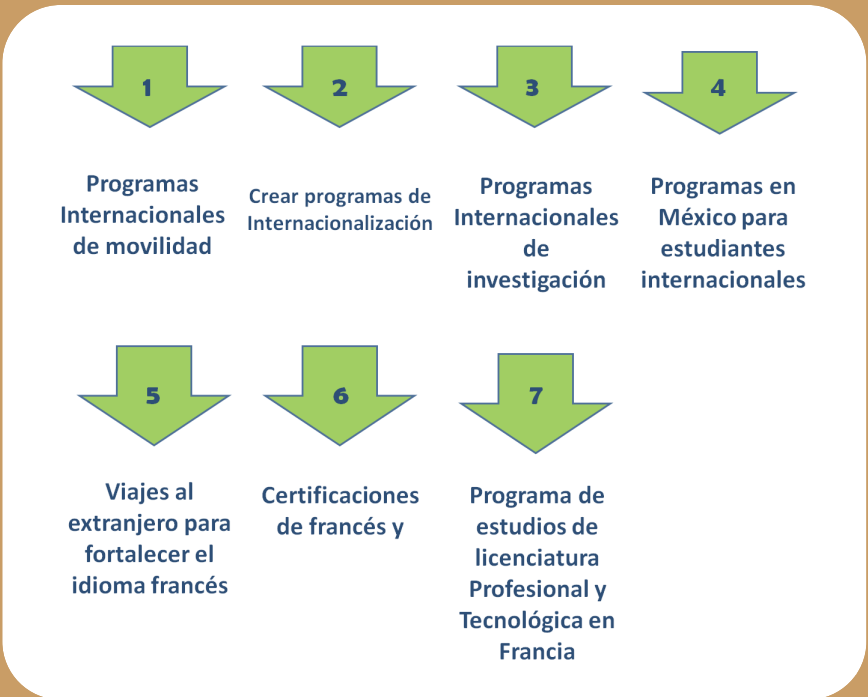 1
Programas
Internacionales
de movilidad
2
Crear programas de
Internacionalización
3
Programas
Internacionales
de
investigación
4
Programas en
México para
estudiantes
internacionales
5
Viajes al
extranjero para
fortalecer el
idioma francés
6
Certificaciones
de francés y
7
Programa de
estudios de
licenciatura
Profesional y
Tecnológica en
Francia